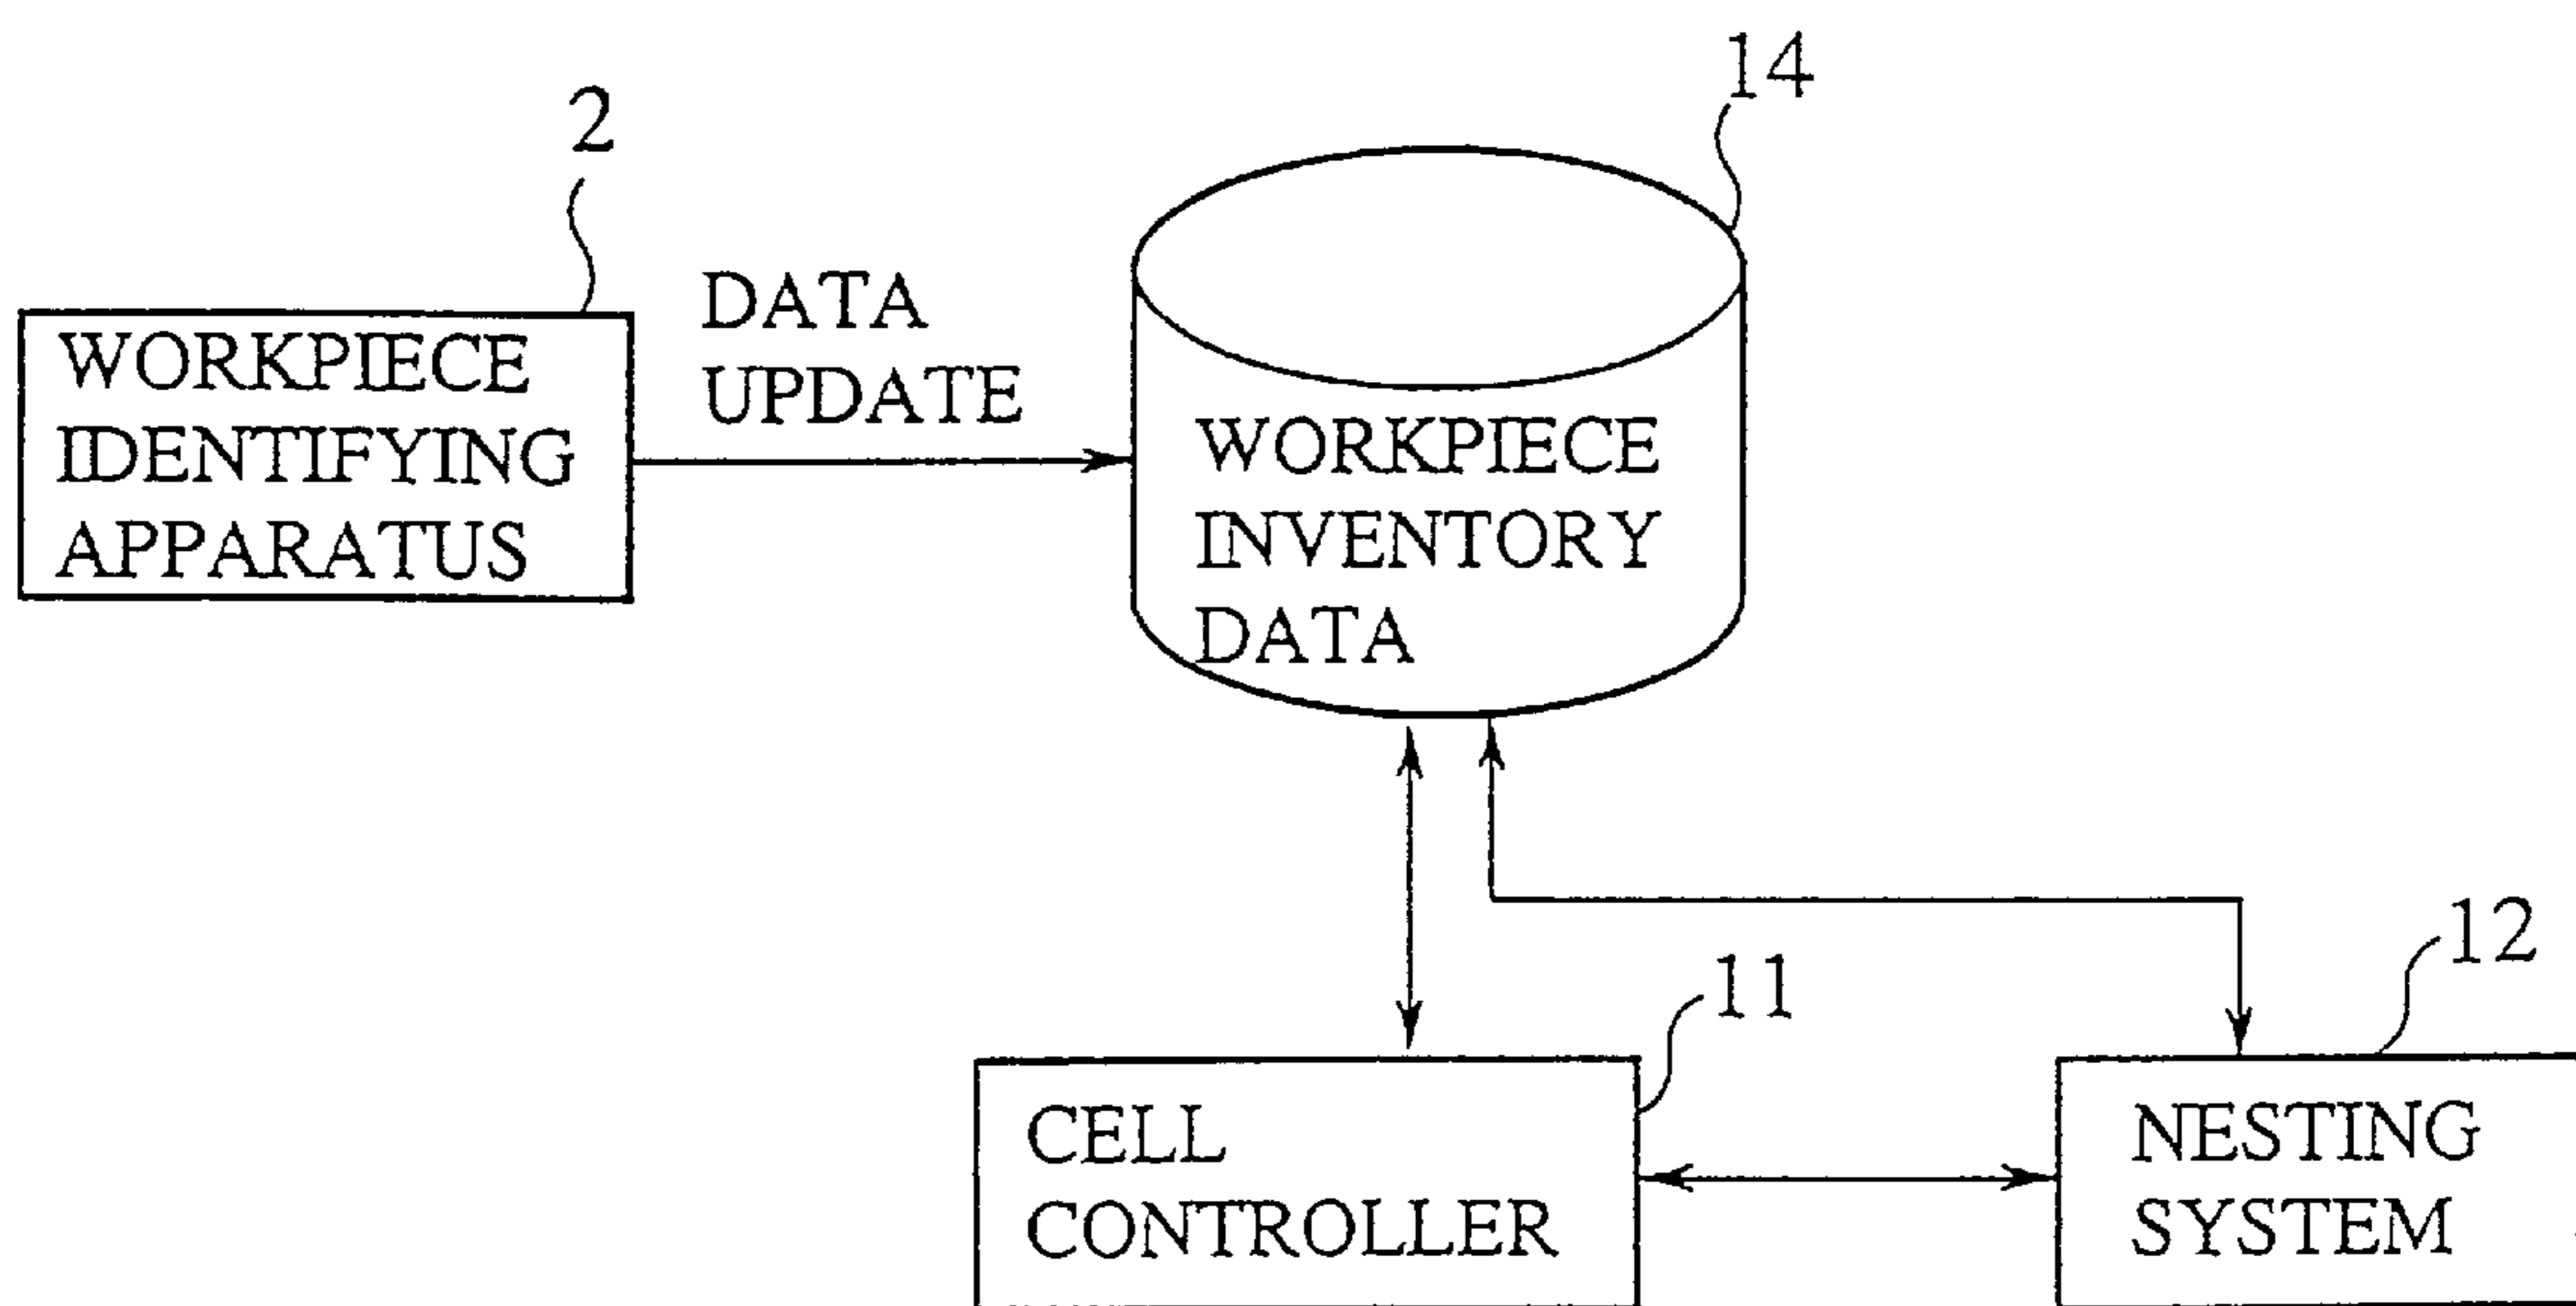 14
2
DATA
UPDATE
WORKPIECE
IDENTIFYING
APPARATUS
WORKPIECE
INVENTORY
DATA
12
11
CELL
CONTROLLER
NESTING
SYSTEM